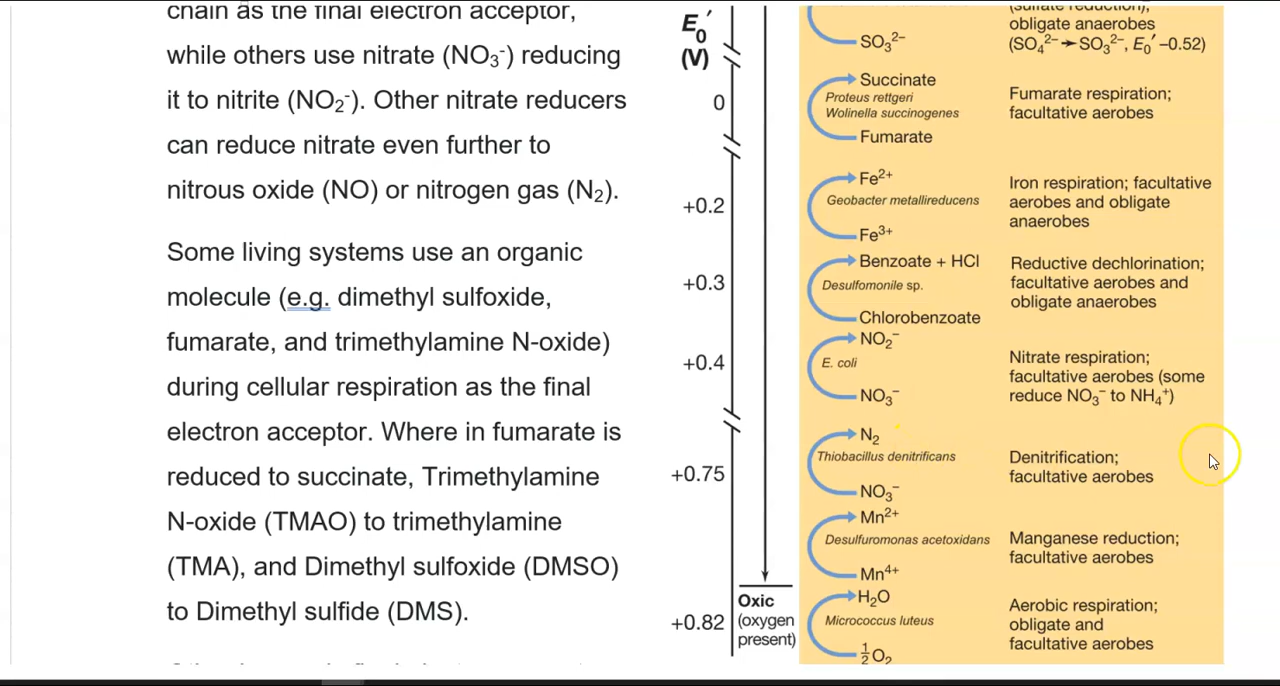 chain as the final electron acceptor,
while others use nitrate (NO₃⁻) reducing
it to nitrite (NO₂⁻). Other nitrate reducers
can reduce nitrate even further to
nitrous oxide (NO) or nitrogen gas (N₂).
Some living systems use an organic
molecule (e.g. dimethyl sulfoxide,
fumarate, and trimethylamine N-oxide)
during cellular respiration as the final
electron acceptor. Where in fumarate is
reduced to succinate, Trimethylamine
N-oxide (TMAO) to trimethylamine
(TMA), and Dimethyl sulfoxide (DMSO)
to Dimethyl sulfide (DMS).
E₀′
(V)
0
+0.2
+0.3
+0.4
+0.75
+0.82
Oxic
(oxygen
present)
SO₃²⁻
(sulfate reduction);
obligate anaerobes
(SO₄²⁻→SO₃²⁻, E₀′ −0.52)
Succinate
Proteus rettgeri
Wolinella succinogenes
Fumarate
Fumarate respiration;
facultative aerobes
Fe²⁺
Geobacter metallireducens
Fe³⁺
Iron respiration; facultative
aerobes and obligate
anaerobes
Benzoate + HCl
Desulfomonile sp.
Chlorobenzoate
Reductive dechlorination;
facultative aerobes and
obligate anaerobes
NO₂⁻
E. coli
NO₃⁻
Nitrate respiration;
facultative aerobes (some
reduce NO₃⁻ to NH₄⁺)
N₂
Thiobacillus denitrificans
NO₃⁻
Denitrification;
facultative aerobes
Mn²⁺
Desulfuromonas acetoxidans
Mn⁴⁺
Manganese reduction;
facultative aerobes
H₂O
Micrococcus luteus
½ O₂
Aerobic respiration;
obligate and
facultative aerobes